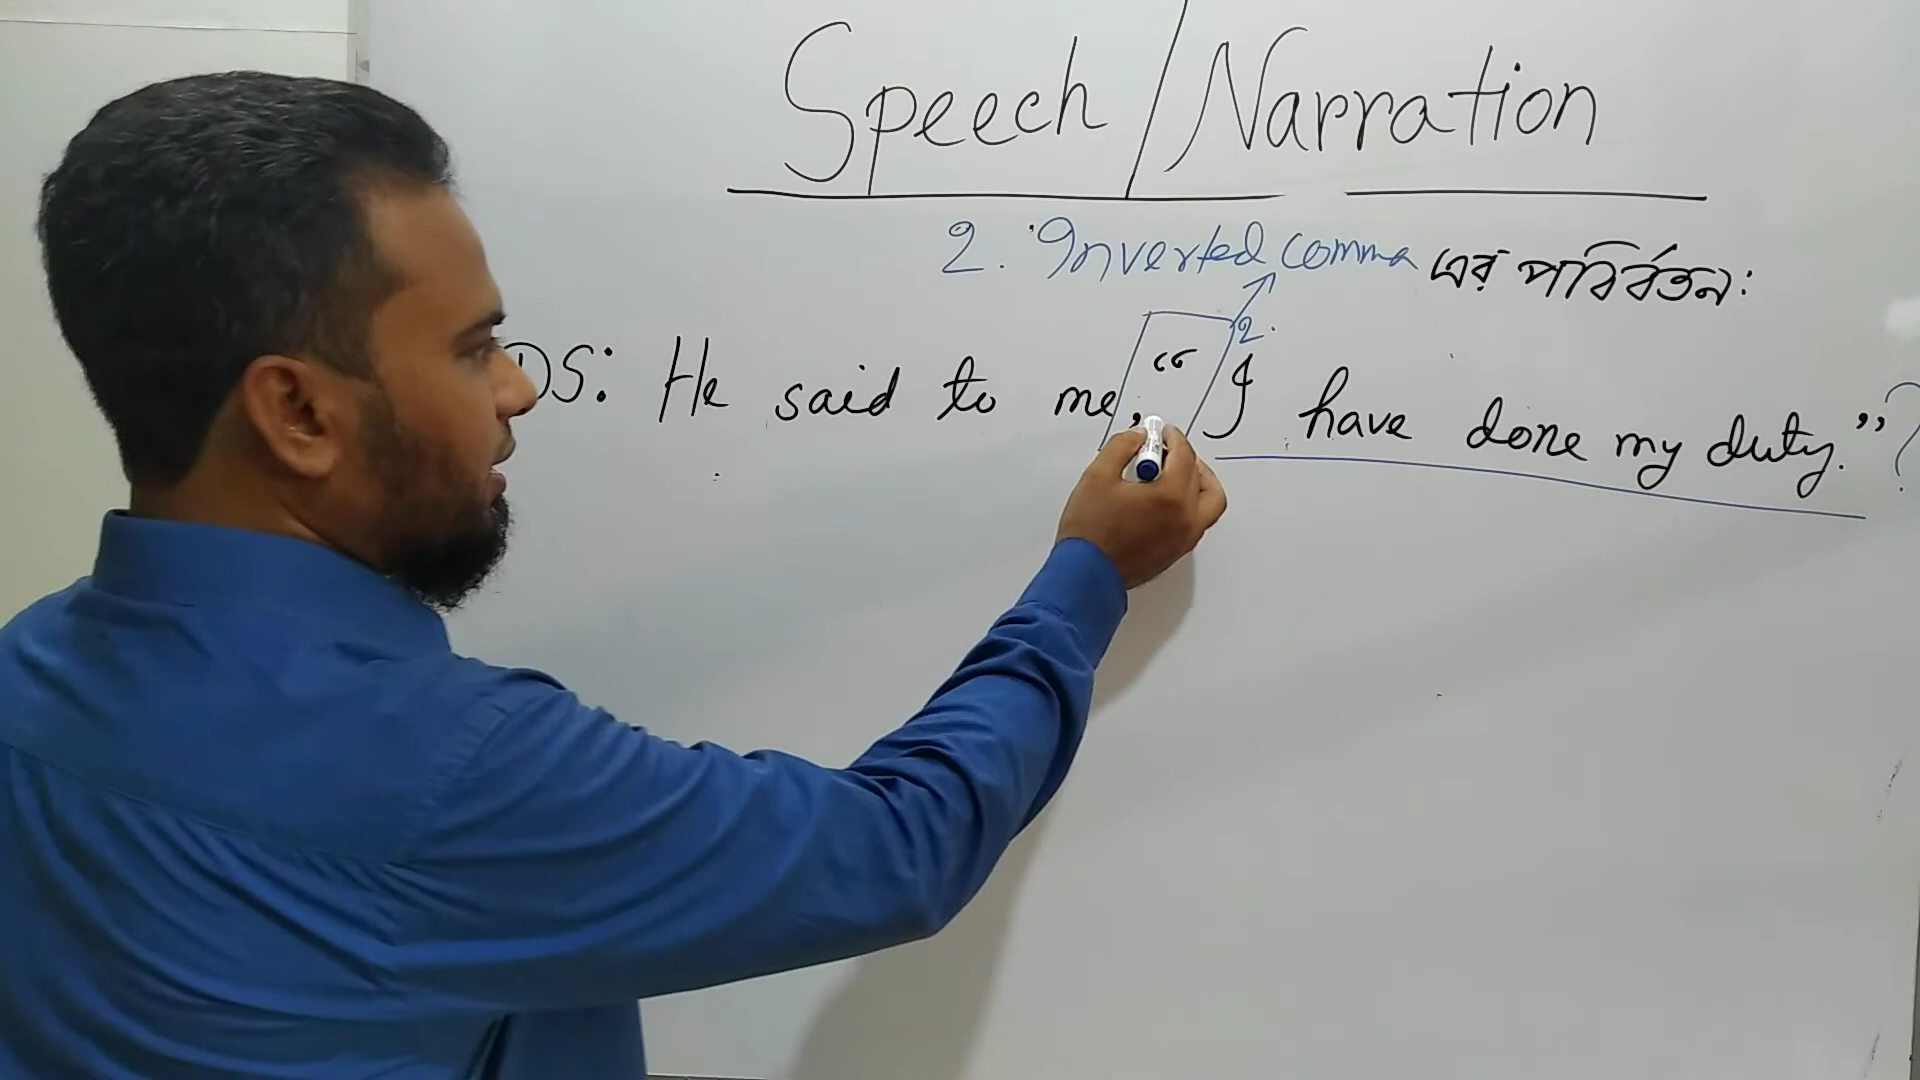 Speech / Narration
2. Inverted comma এর পরিবর্তন:
2.
DS: He said to me, “I have done my duty.” ?